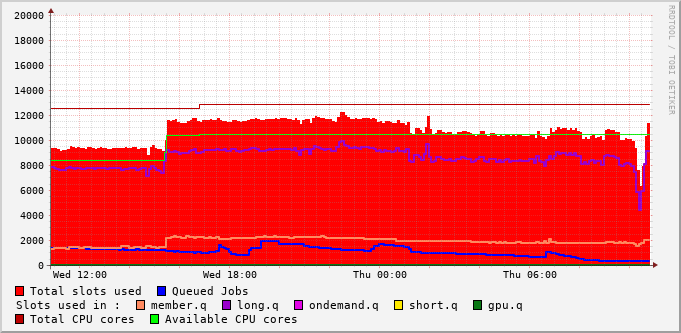 20000
18000
16000
14000
12000
10000
8000
6000
4000
2000
0
RRDTOOL / TOBI OETIKER
Wed 12:00 Wed 18:00 Thu 00:00 Thu 06:00
Total slots used Queued Jobs
Slots used in : member.q long.q ondemand.q short.q gpu.q
Total CPU cores Available CPU cores